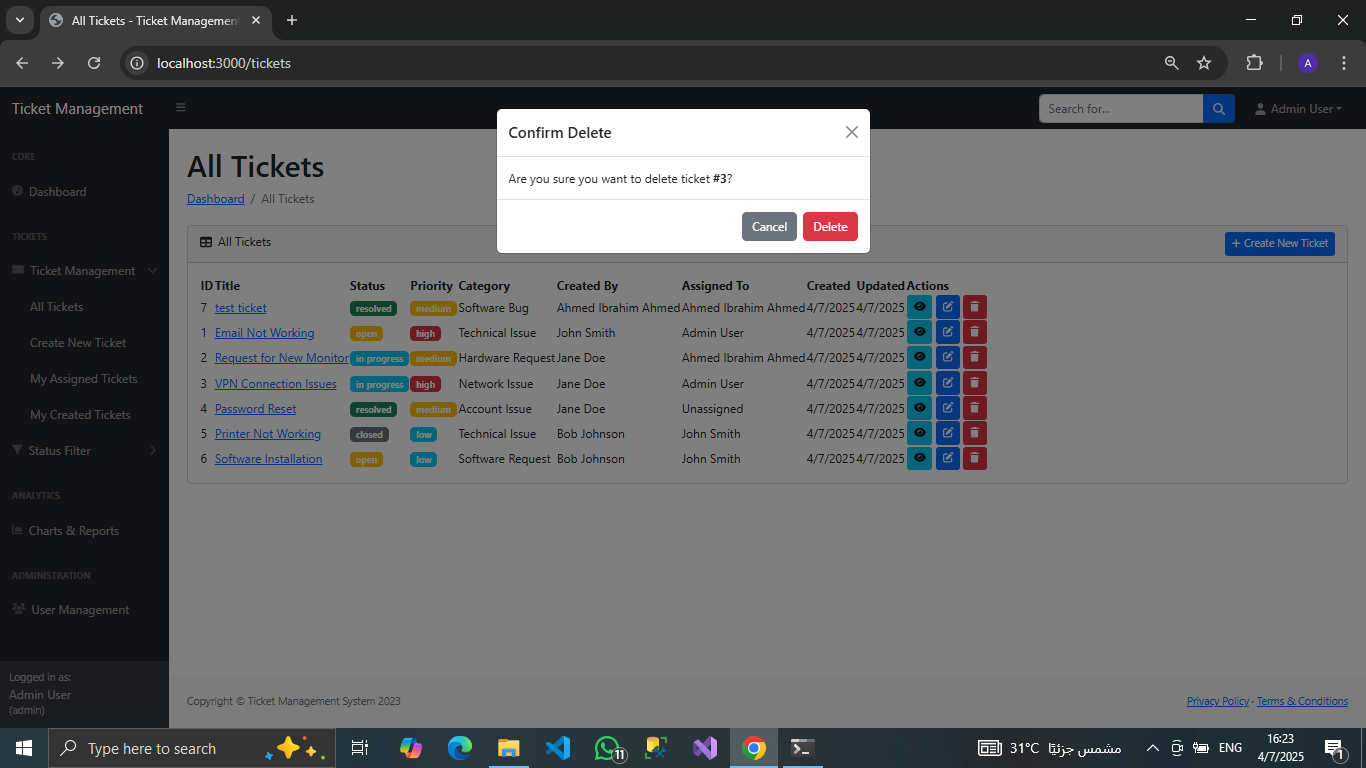 All Tickets - Ticket Management
localhost:3000/tickets
A
Ticket Management
Search for...
Admin User
CORE
Dashboard
TICKETS
Ticket Management
All Tickets
Create New Ticket
My Assigned Tickets
My Created Tickets
Status Filter
ANALYTICS
Charts & Reports
ADMINISTRATION
User Management
Logged in as:
Admin User
(admin)
Confirm Delete
Are you sure you want to delete ticket #3?
Cancel Delete
All Tickets
Dashboard / All Tickets
All Tickets
+ Create New Ticket
ID Title Status Priority Category Created By Assigned To Created Updated Actions
7 test ticket resolved medium Software Bug Ahmed Ibrahim Ahmed Ahmed Ibrahim Ahmed 4/7/2025 4/7/2025
1 Email Not Working open high Technical Issue John Smith Admin User 4/7/2025 4/7/2025
2 Request for New Monitor in progress medium Hardware Request Jane Doe Ahmed Ibrahim Ahmed 4/7/2025 4/7/2025
3 VPN Connection Issues in progress high Network Issue Jane Doe Admin User 4/7/2025 4/7/2025
4 Password Reset resolved medium Account Issue Jane Doe Unassigned 4/7/2025 4/7/2025
5 Printer Not Working closed low Technical Issue Bob Johnson John Smith 4/7/2025 4/7/2025
6 Software Installation open low Software Request Bob Johnson John Smith 4/7/2025 4/7/2025
Copyright © Ticket Management System 2023
Privacy Policy · Terms & Conditions
Type here to search
11
31°C مشمس جزئيًا
ENG
16:23
4/7/2025
1